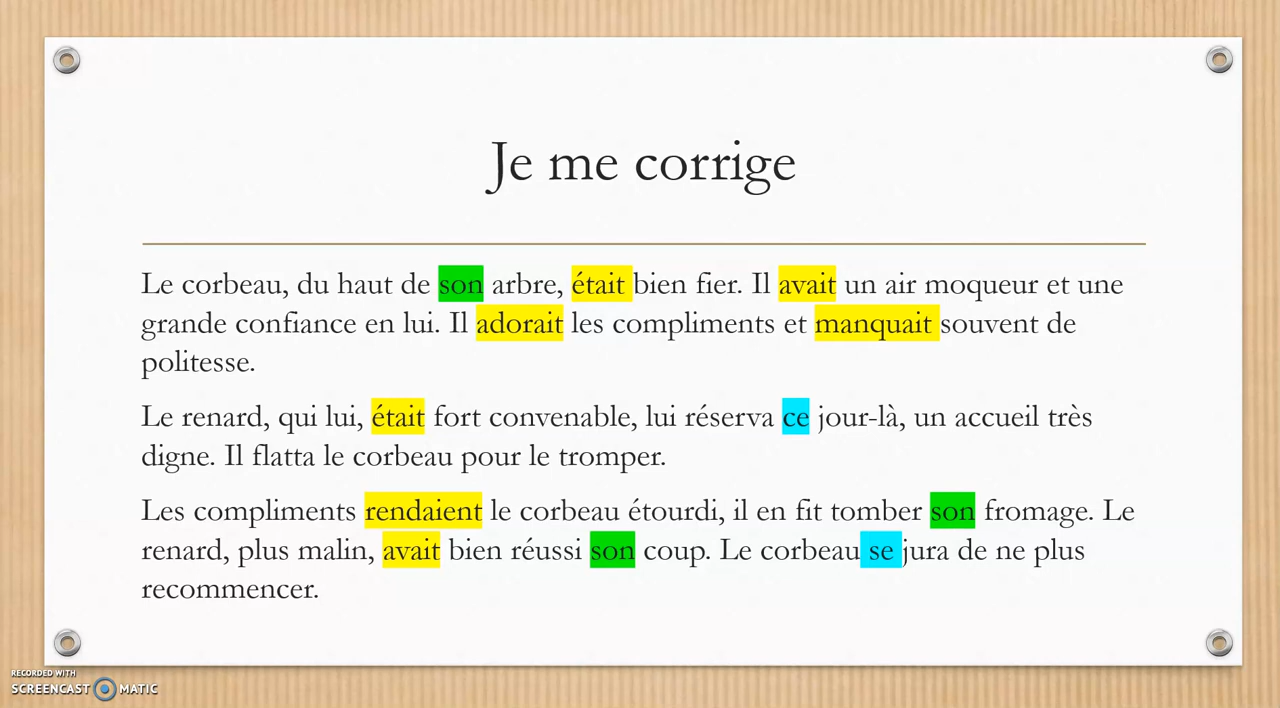 Je me corrige
Le corbeau, du haut de son arbre, était bien fier. Il avait un air moqueur et une
grande confiance en lui. Il adorait les compliments et manquait souvent de
politesse.
Le renard, qui lui, était fort convenable, lui réserva ce jour-là, un accueil très
digne. Il flatta le corbeau pour le tromper.
Les compliments rendaient le corbeau étourdi, il en fit tomber son fromage. Le
renard, plus malin, avait bien réussi son coup. Le corbeau se jura de ne plus
recommencer.
RECORDED WITH
SCREENCAST MATIC